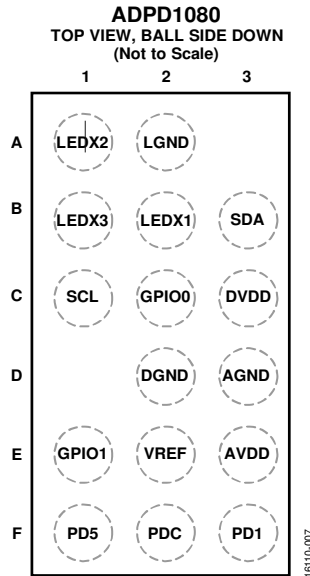 ADPD1080
TOP VIEW, BALL SIDE DOWN
(Not to Scale)
1 2 3
A LEDX2 LGND
B LEDX3 LEDX1 SDA
C SCL GPIO0 DVDD
D DGND AGND
E GPIO1 VREF AVDD
F PD5 PDC PD1
16110-007